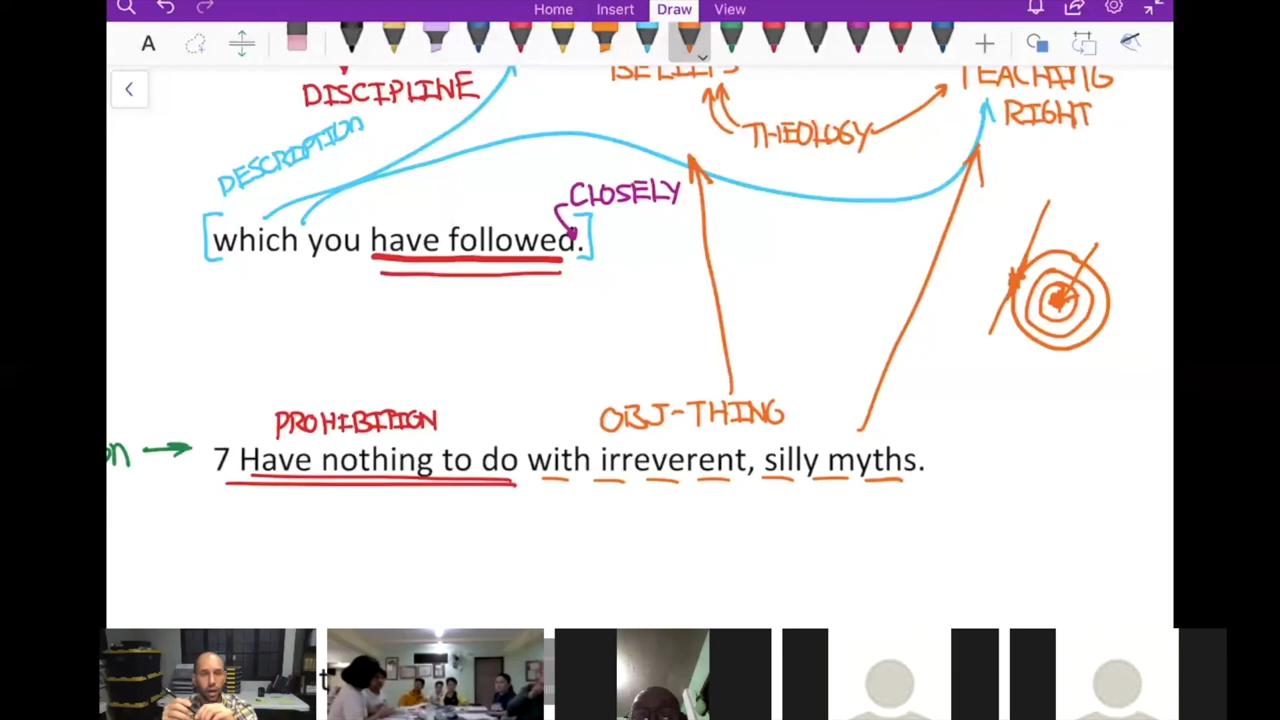 Home Insert Draw View
A
BELIEFS TEACHING
DISCIPLINE RIGHT
DESCRIPTION THEOLOGY
CLOSELY
[which you have followed.]
PROHIBITION OBJ-THING
→ 7 Have nothing to do with irreverent, silly myths.